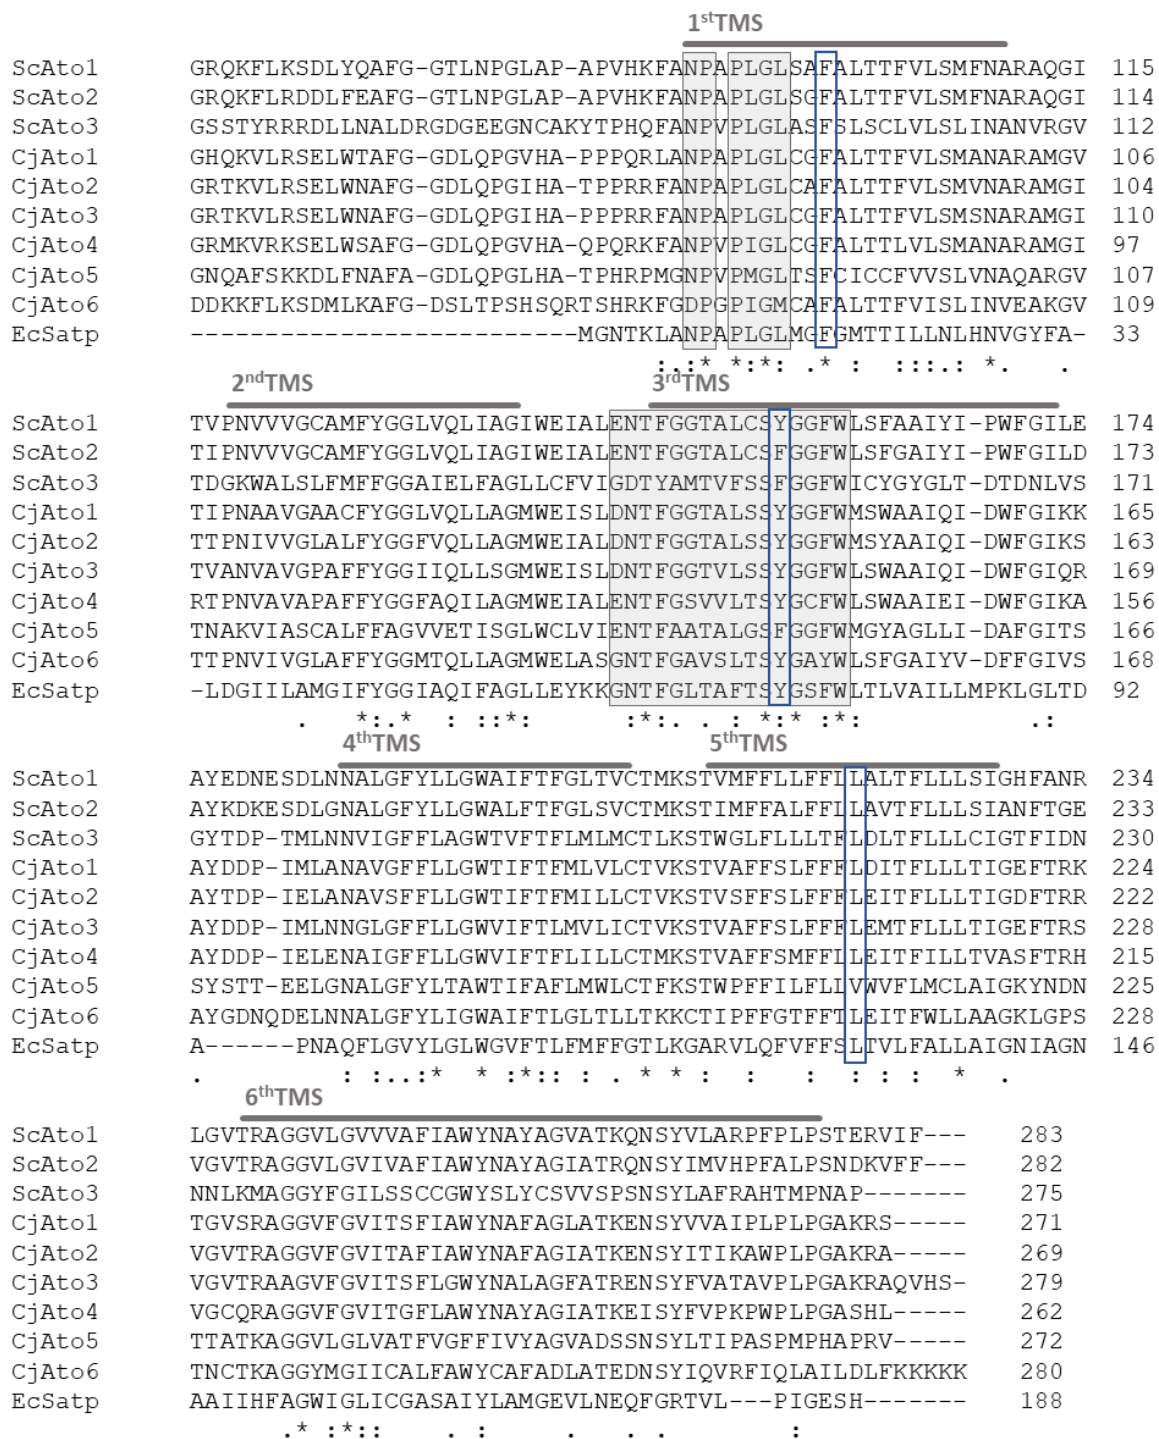 1stTMS
ScAto1 GRQKFLKSDLYQAFG-GTLNPGLAP-APVHKFANPAPLGLSAFALTTFVLSMFNARAQGI 115
ScAto2 GRQKFLRDDLFEAFG-GTLNPGLAP-APVHKFANPAPLGLSGFALTTFVLSMFNARAQGI 114
ScAto3 GSSTYRRRDLLNALDRGDGEEGNCAKYTPHQFANPVPLGLASFSLSCLVLSLINANVRGV 112
CjAto1 GHQKVLRSELWTAFG-GDLQPGVHA-PPPQRLANPAPLGLCGFALTTFVLSMANARAMGV 106
CjAto2 GRTKVLRSELWNAFG-GDLQPGIHA-TPPRRFANPAPLGLCAFALTTFVLSMVNARAMGI 104
CjAto3 GRTKVLRSELWNAFG-GDLQPGIHA-PPPRRFANPAPLGLCGFALTTFVLSMSNARAMGI 110
CjAto4 GRMKVRKSELWSAFG-GDLQPGVHA-QPQRKFANPVPIGLCGFALTTLVLSMANARAMGI 97
CjAto5 GNQAFSKKDLFNAFA-GDLQPGLHA-TPHRPMGNPVPMGLTSFCICCFVVSLVNAQARGV 107
CjAto6 DDKKFLKSDMLKAFG-DSLTPSHSQRTSHRKFGDPGPIGMCAFALTTFVISLINVEAKGV 109
EcSatp -------------------------MGNTKLANPAPLGLMGFGMTTILLNLHNVGYFA- 33
:.:* *:*: .* : :::.: *. .
2ndTMS 3rdTMS
ScAto1 TVPNVVVGCAMFYGGLVQLIAGIWEIALENTFGGTALCSYGGFWLSFAAIYI-PWFGILE 174
ScAto2 TIPNVVVGCAMFYGGLVQLIAGIWEIALENTFGGTALCSFGGFWLSFGAIYI-PWFGILD 173
ScAto3 TDGKWALSLFMFFGGAIELFAGLLCFVIGDTYAMTVFSSFGGFWICYGYGLT-DTDNLVS 171
CjAto1 TIPNAAVGAACFYGGLVQLLAGMWEISLDNTFGGTALSSYGGFWMSWAAIQI-DWFGIKK 165
CjAto2 TTPNIVVGLALFYGGFVQLLAGMWEIALDNTFGGTALSSYGGFWMSYAAIQI-DWFGIKS 163
CjAto3 TVANVAVGPAFFYGGIIQLLSGMWEISLDNTFGGTVLSSYGGFWLSWAAIQI-DWFGIQR 169
CjAto4 RTPNVAVAPAFFYGGFAQILAGMWEIALENTFGSVVLTSYGCFWLSWAAIEI-DWFGIKA 156
CjAto5 TNAKVIASCALFFAGVVETISGLWCLVIENTFAATALGSFGGFWMGYAGLLI-DAFGITS 166
CjAto6 TTPNVIVGLAFFYGGMTQLLAGMWELASGNTFGAVSLTSYGAYWLSFGAIYV-DFFGIVS 168
EcSatp -LDGIILAMGIFYGGIAQIFAGLLEYKKGNTFGLTAFTSYGSFWLTLVAILLMPKLGLTD 92
. *:.* : ::*: :*:. . : *:* :*: .:
4thTMS 5thTMS
ScAto1 AYEDNESDLNNALGFYLLGWAIFTFGLTVCTMKSTVMFFLLFFLLALTFLLLSIGHFANR 234
ScAto2 AYKDKESDLGNALGFYLLGWALFTFGLSVCTMKSTIMFFALFFLLAVTFLLLSIANFTGE 233
ScAto3 GYTDP-TMLNNVIGFFLAGWTVFTFLMLMCTLKSTWGLFLLLTFLDLTFLLLCIGTFIDN 230
CjAto1 AYDDP-IMLANAVGFFLLGWTIFTFMLVLCTVKSTVAFFSLFFFLDITFLLLTIGEFTRK 224
CjAto2 AYTDP-IELANAVSFFLLGWTIFTFMILLCTVKSTVSFFSLFFFLEITFLLLTIGDFTRR 222
CjAto3 AYDDP-IMLNNGLGFFLLGWVIFTLMVLICTVKSTVAFFSLFFFLEMTFLLLTIGEFTRS 228
CjAto4 AYDDP-IELENAIGFFLLGWVIFTFLILLCTMKSTVAFFSMFFLLEITFILLTVASFTRH 215
CjAto5 SYSTT-EELGNALGFYLTAWTIFAFLMWLCTFKSTWPFFILFLLVWVFLMCLAIGKYNDN 225
CjAto6 AYGDNQDELNNALGFYLIGWAIFTLGLTLLTKKCTIPFFGTFFTLEITFWLLAAGKLGPS 228
EcSatp A------PNAQFLGVYLGLWGVFTLFMFFGTLKGARVLQFVFFSLTVLFALLAIGNIAGN 146
. : :..:* * :*:: : . * * : : : : : : * .
6thTMS
ScAto1 LGVTRAGGVLGVVVAFIAWYNAYAGVATKQNSYVLARPFPLPSTERVIF--- 283
ScAto2 VGVTRAGGVLGVIVAFIAWYNAYAGIATRQNSYIMVHPFALPSNDKVFF--- 282
ScAto3 NNLKMAGGYFGILSSCCGWYSLYCSVVSPSNSYLAFRAHTMPNAP------- 275
CjAto1 TGVSRAGGVFGVITSFIAWYNAFAGLATKENSYVVAIPLPLPGAKRS----- 271
CjAto2 VGVTRAGGVFGVITAFIAWYNAFAGIATKENSYITIKAWPLPGAKRA----- 269
CjAto3 VGVTRAAGVFGVITSFLGWYNALAGFATRENSYFVATAVPLPGAKRAQVHS- 279
CjAto4 VGCQRAGGVFGVITGFLAWYNAYAGIATKEISYFVPKPWPLPGASHL----- 262
CjAto5 TTATKAGGVLGLVATFVGFFIVYAGVADSSNSYLTIPASPMPHAPRV----- 272
CjAto6 TNCTKAGGYMGIICALFAWYCAFADLATEDNSYIQVRFIQLAILDLFKKKKK 280
EcSatp AAIIHFAGWIGLICGASAIYLAMGEVLNEQFGRTVL---PIGESH------- 188
.* :*:: . : . . . :